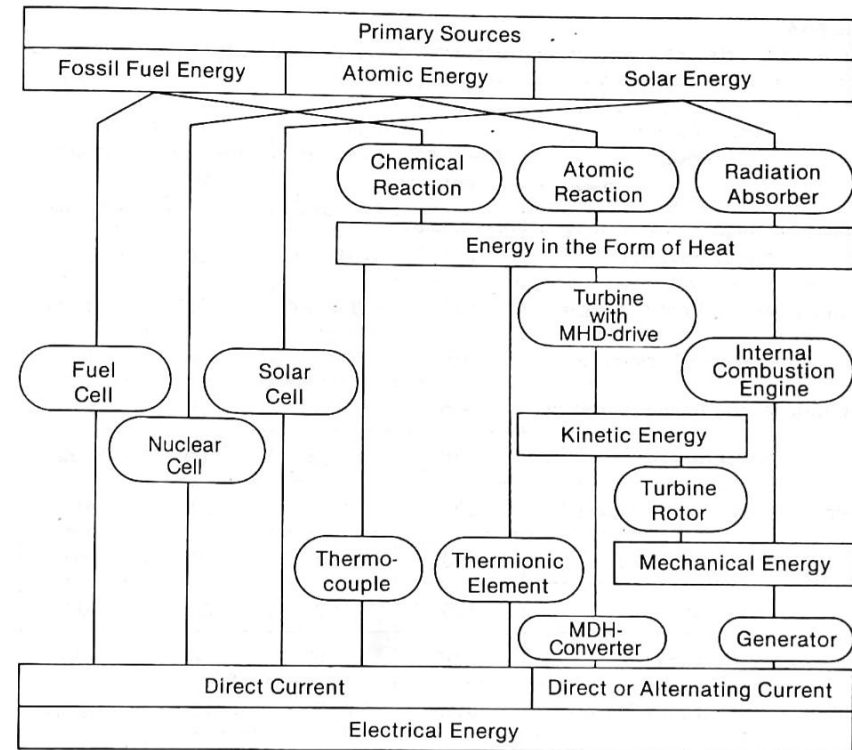 Primary Sources
Fossil Fuel Energy
Atomic Energy
Solar Energy
Chemical
Reaction
Atomic
Reaction
Radiation
Absorber
Energy in the Form of Heat
Turbine
with
MHD-drive
Fuel
Cell
Solar
Cell
Internal
Combustion
Engine
Nuclear
Cell
Kinetic Energy
Turbine
Rotor
Thermo-
couple
Thermionic
Element
Mechanical Energy
MDH-
Converter
Generator
Direct Current
Direct or Alternating Current
Electrical Energy